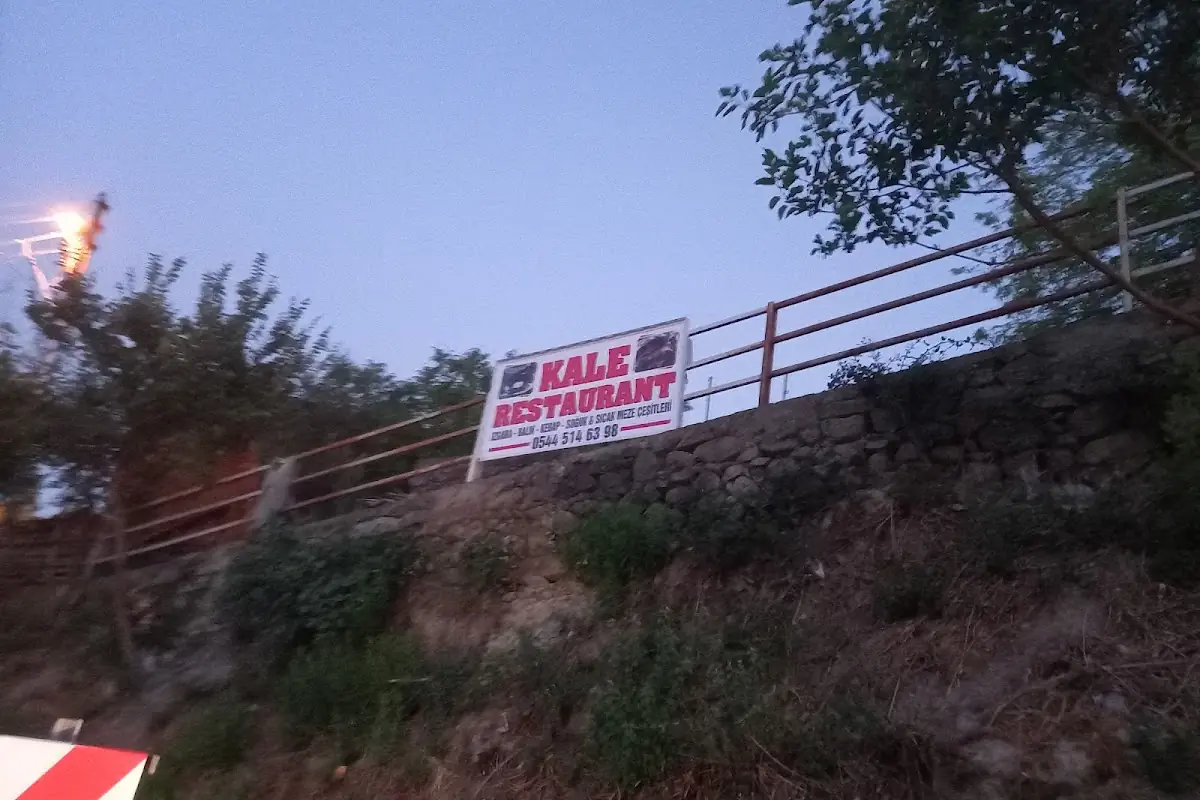 KALE
RESTAURANT
IZGARA - BALIK - KEBAP - SOĞUK & SICAK MEZE ÇEŞİTLERİ
0544 514 63 98